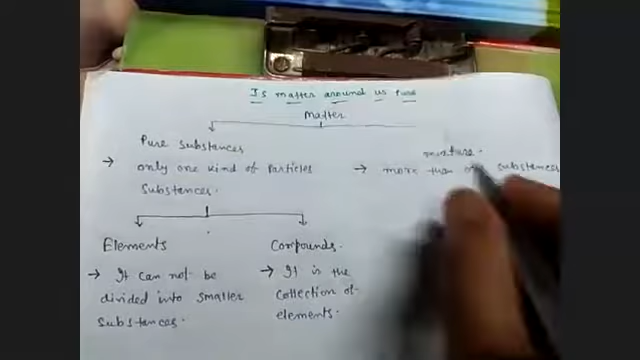 Is matter around us Pure
Matter
Pure Substances
→ only one kind of Particles
Substances.
mixture.
→ more than one substances
Elements
→ It can not be
divided into smaller
substances.
Compounds.
→ It is the
collection of
elements.